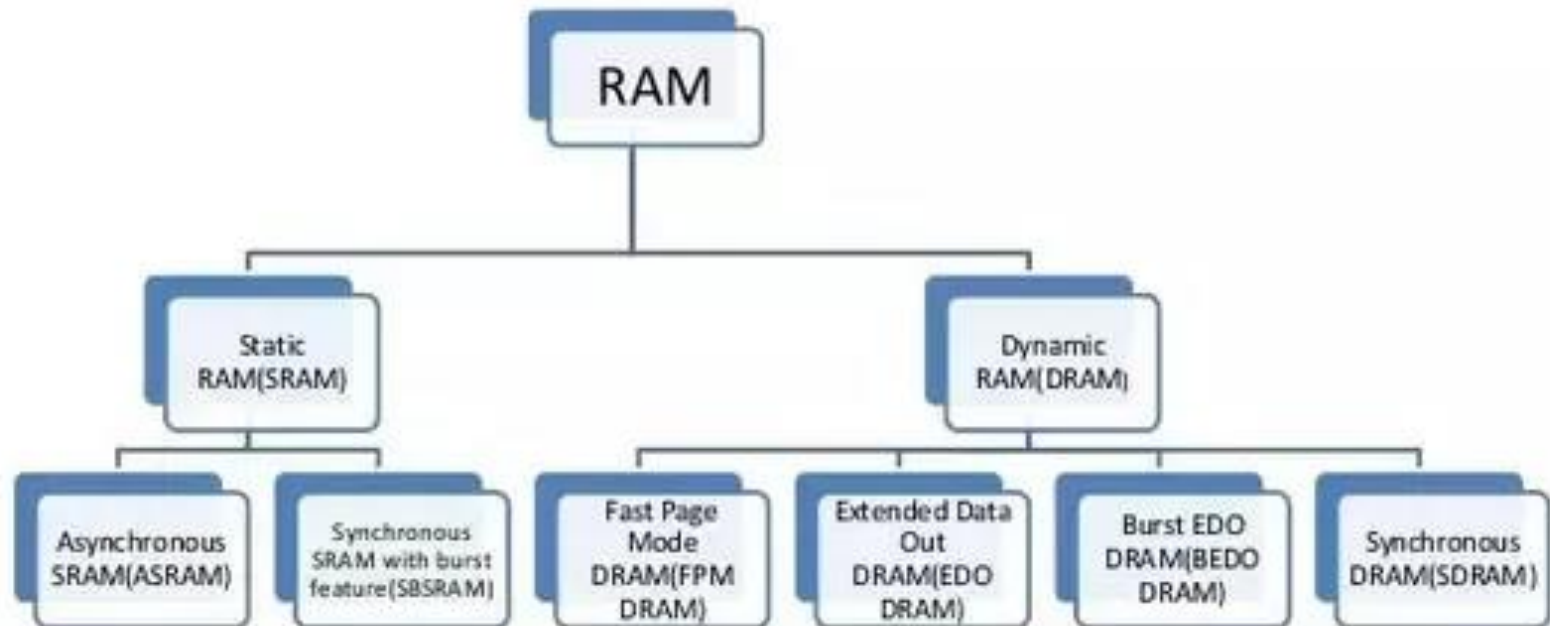 RAM
Static
RAM(SRAM)
Dynamic
RAM(DRAM)
Asynchronous
SRAM(ASRAM)
Synchronous
SRAM with burst
feature(SBSRAM)
Fast Page
Mode
DRAM(FPM
DRAM)
Extended Data
Out
DRAM(EDO
DRAM)
Burst EDO
DRAM(BEDO
DRAM)
Synchronous
DRAM(SDRAM)